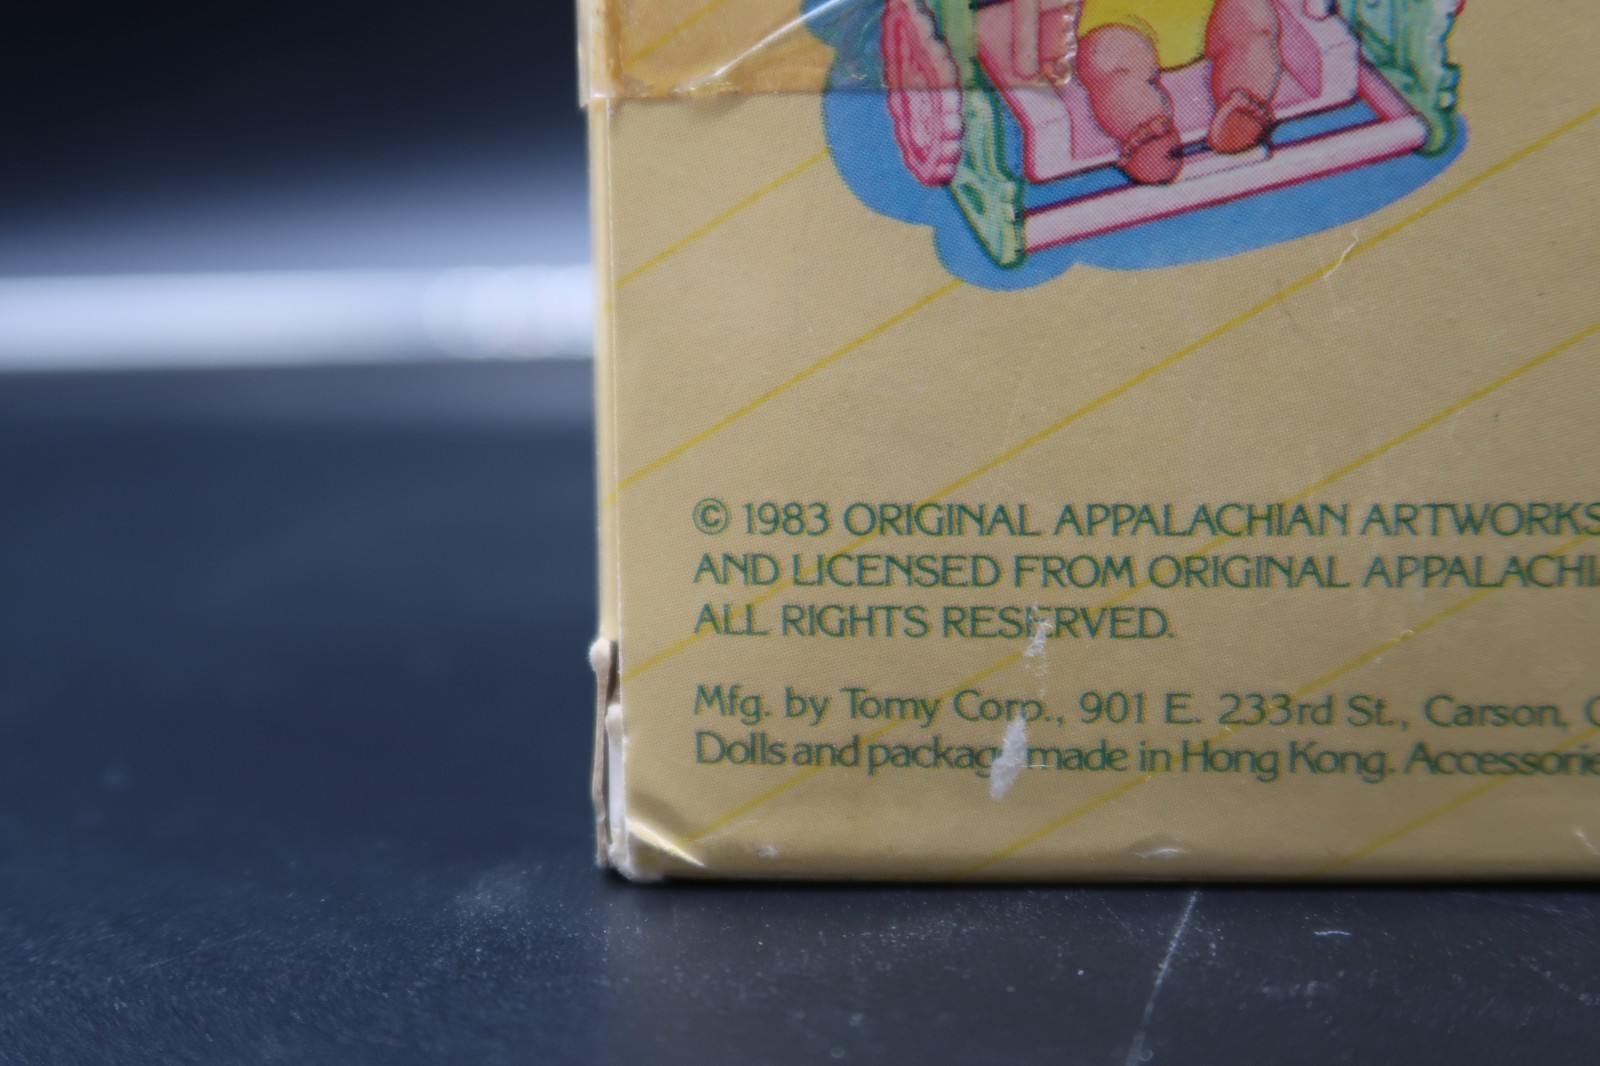 © 1983 ORIGINAL APPALACHIAN ARTWORKS
AND LICENSED FROM ORIGINAL
ALL RIGHTS RESERVED.
Mfg. by Tomy Corp., 901 E. 233rd St., Carson,
Dolls and package made in Hong Kong.